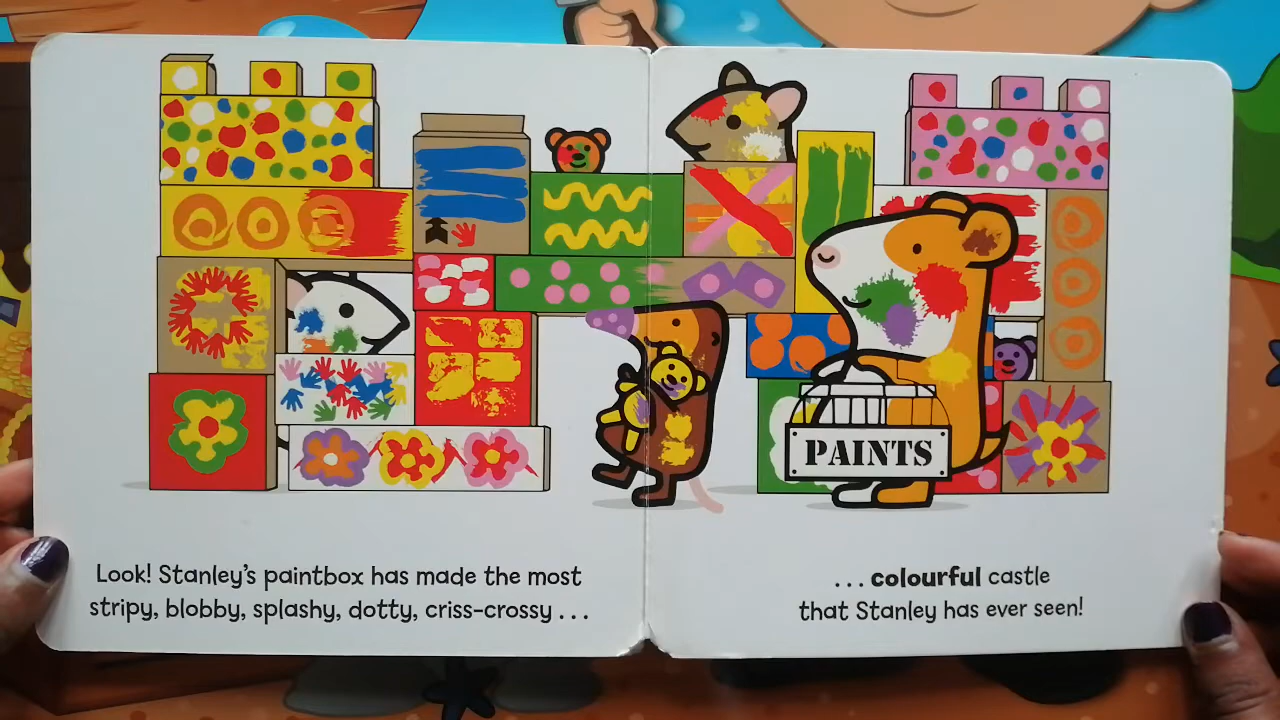 PAINTS
Look! Stanley's paintbox has made the most
stripy, blobby, splashy, dotty, criss-crossy . . .
. . . colourful castle
that Stanley has ever seen!